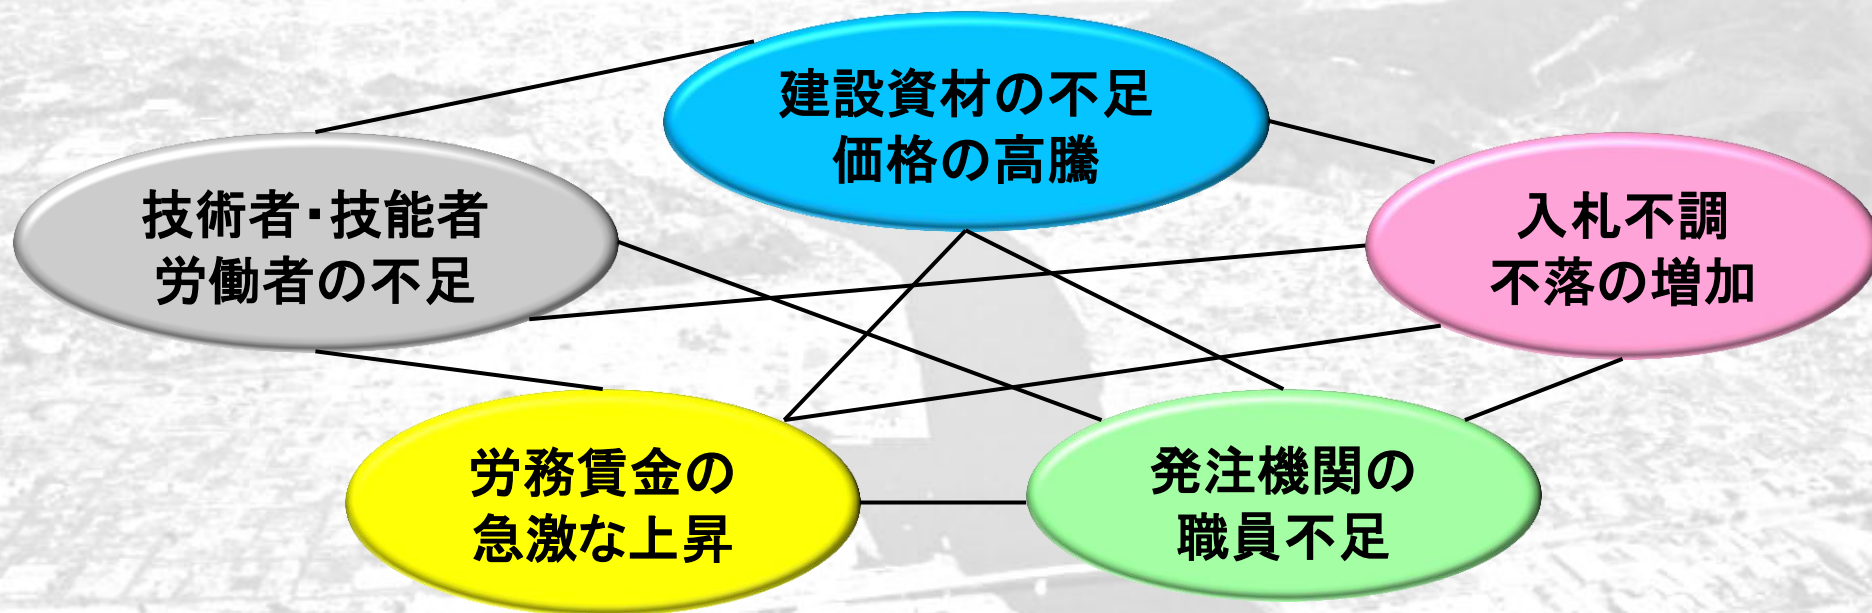 建設資材の不足
価格の高騰
技術者・技能者
労働者の不足
入札不調
不落の増加
労務賃金の
急激な上昇
発注機関の
職員不足